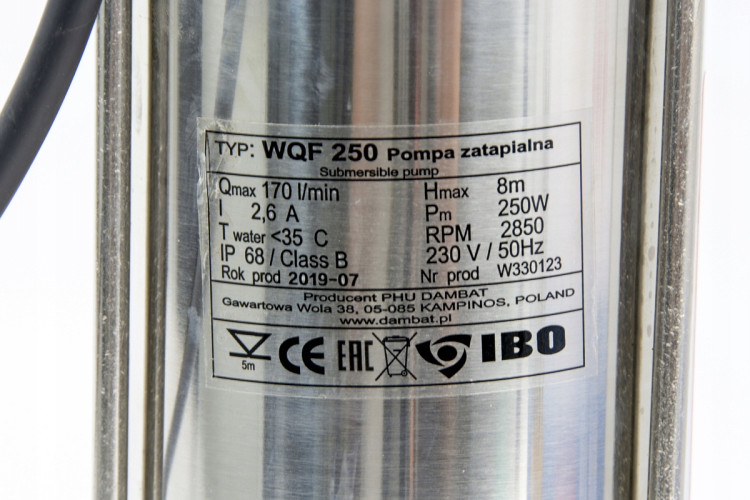 TYP: WQF 250 Pompa zatapialna
Submersible pump
Qmax 170 l/min Hmax 8m
I 2,6 A Pm 250W
T water <35 C RPM 2850
IP 68 / Class B 230 V / 50Hz
Rok prod 2019-07 Nr prod W330123
Producent PHU DAMBAT
Gawartowa Wola 38, 05-085 KAMPINOS, POLAND
www.dambat.pl
5m CE EAC IBO